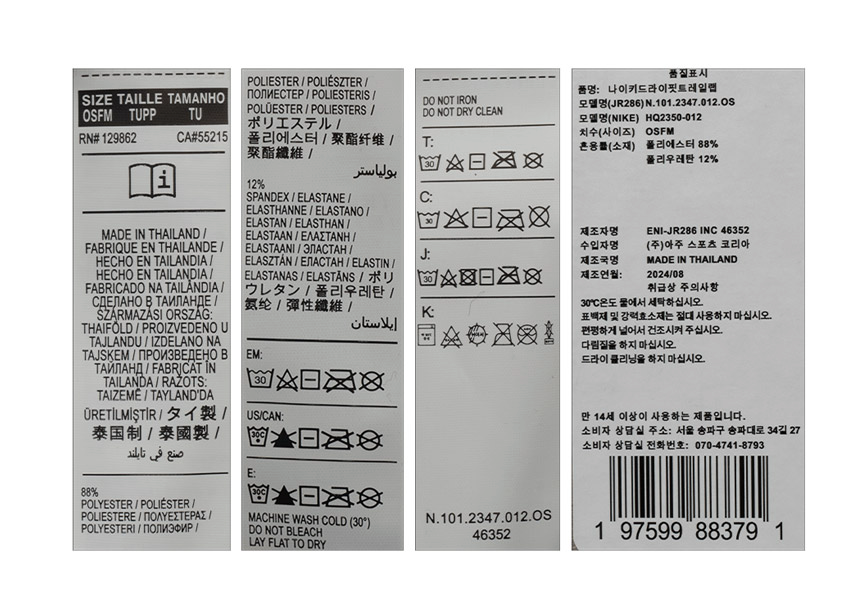 SIZE TAILLE TAMANHO
OSFM TUPP TU
RN# 129862 CA#55215
MADE IN THAILAND /
FABRIQUE EN THAILANDE /
HECHO EN TAILANDIA /
HECHO EN TAILANDIA /
FABRICADO NA TAILÂNDIA /
СДЕЛАНО В ТАИЛАНДЕ /
SZÁRMAZÁSI ORSZÁG:
THAIFÖLD / PROIZVEDENO U
TAJLANDU / IZDELANO NA
TAJSKEM / ПРОИЗВЕДЕНО В
ТАЙЛАНД / FABRICAT ÎN
TAILANDA / RAŽOTS:
TAIZEMĒ / TAYLAND'DA
ÜRETİLMİŞTİR / タイ製 /
泰国制 / 泰國製 /
صنع في تايلند
88%
POLYESTER / POLIÉSTER /
POLIESTERE / ΠΟΛΥΕΣΤΕΡΑΣ /
POLYESTERI / ПОЛИЭФИР /
POLIESTER / POLIÉSZTER /
ПОЛИЕСТЕР / POLIESTERIS /
POLÜESTER / POLIESTERS /
ポリエステル /
폴리에스터 / 聚酯纤维 /
聚酯纖維 /
بولياستر
12%
SPANDEX / ELASTANE /
ELASTHANNE / ELASTANO /
ELASTAN / ELASTHAN /
ELASTAAN / ΕΛΑΣΤΑΝΗ /
ELASTAANI / ЭЛАСТАН /
ELASZTÁN / ЕЛАСТАН / ELASTIN /
ELASTANAS / ELASTĀNS / ポリ
ウレタン / 폴리우레탄 /
氨纶 / 彈性纖維 /
إيلاستان
EM:
30
US/CAN:
30C
E:
30C
MACHINE WASH COLD (30°)
DO NOT BLEACH
LAY FLAT TO DRY
DO NOT IRON
DO NOT DRY CLEAN
T:
30
C:
30
J:
30
K:
N.101.2347.012.OS
46352
품질표시
품명: 나이키드라이핏트레일랩
모델명(JR286) N.101.2347.012.OS
모델명(NIKE) HQ2350-012
치수(사이즈) OSFM
혼용률(소재) 폴리에스터 88%
폴리우레탄 12%
제조자명 ENI-JR286 INC 46352
수입자명 (주)아주 스포츠 코리아
제조국명 MADE IN THAILAND
제조연월: 2024/08
취급상 주의사항
30℃온도 물에서 세탁하십시오.
표백제 및 강력효소제는 절대 사용하지 마십시오.
편평하게 널어서 건조시켜 주십시오.
다림질을 하지 마십시오.
드라이 클리닝을 하지 마십시오.
만 14세 이상이 사용하는 제품입니다.
소비자 상담실 주소: 서울 송파구 송파대로 34길 27
소비자 상담실 전화번호: 070-4741-8793
1 97599 88379 1